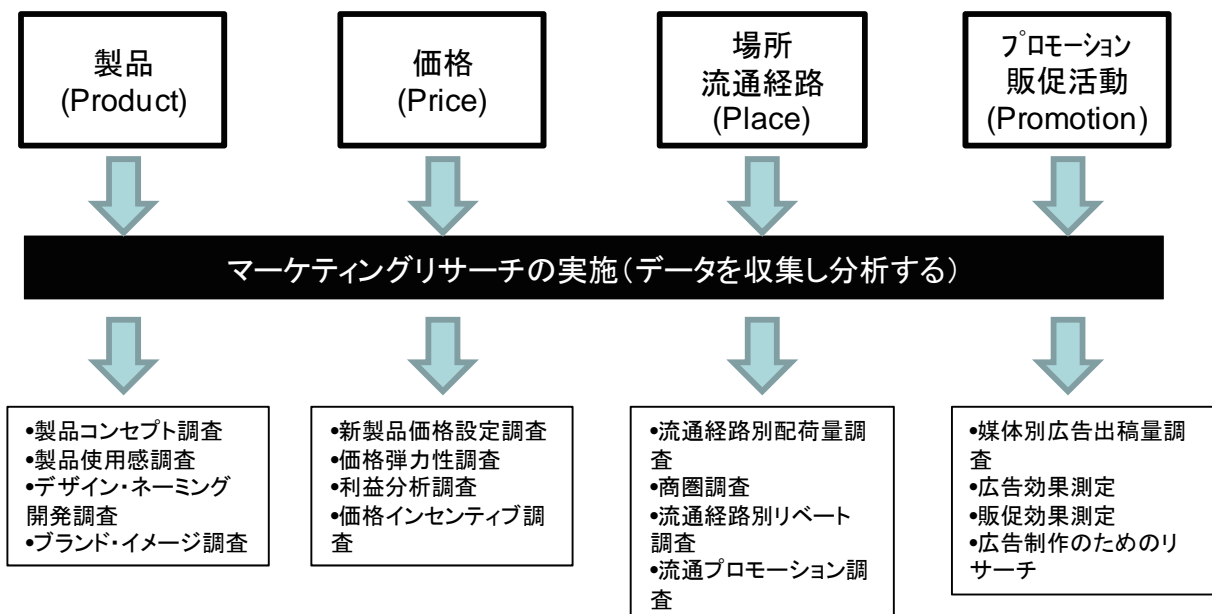 製品
(Product)
価格
(Price)
場所
流通経路
(Place)
ﾌﾟﾛﾓｰｼｮﾝ
販促活動
(Promotion)
マーケティングリサーチの実施(データを収集し分析する)
•製品コンセプト調査
•製品使用感調査
•デザイン・ネーミング
開発調査
•ブランド・イメージ調査
•新製品価格設定調査
•価格弾力性調査
•利益分析調査
•価格インセンティブ調
査
•流通経路別配荷量調
査
•商圏調査
•流通経路別リベート
調査
•流通プロモーション調
査
•媒体別広告出稿量調
査
•広告効果測定
•販促効果測定
•広告制作のためのリ
サーチ